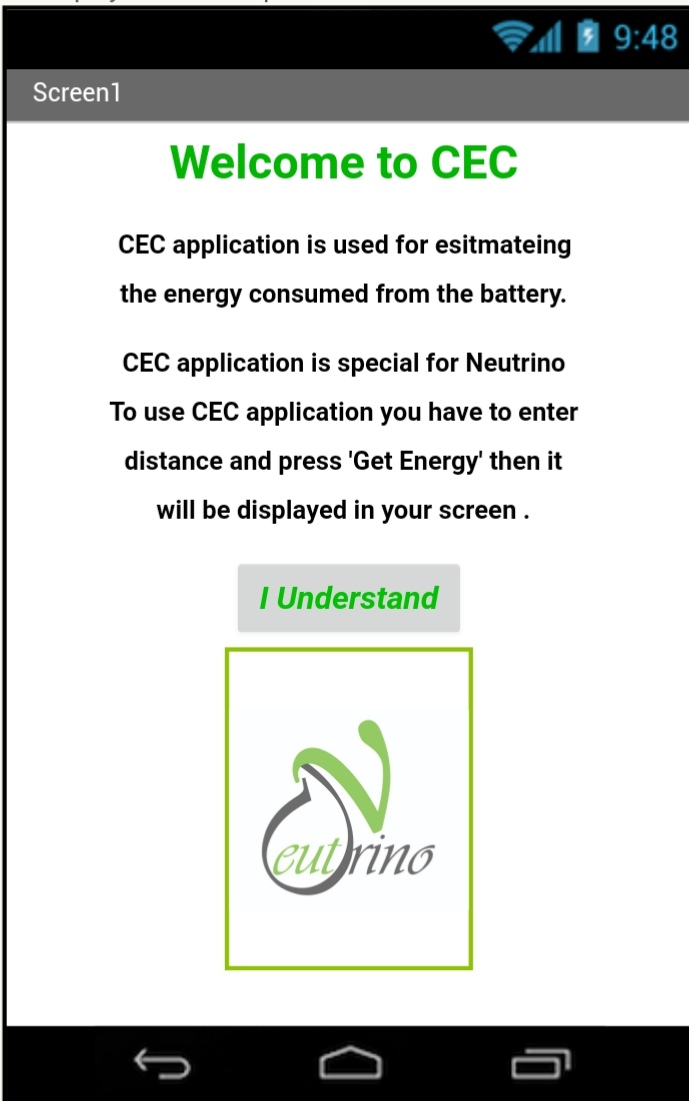 9:48
Screen1
Welcome to CEC
CEC application is used for esitmateing
the energy consumed from the battery.
CEC application is special for Neutrino
To use CEC application you have to enter
distance and press 'Get Energy' then it
will be displayed in your screen .
I Understand
Neutrino